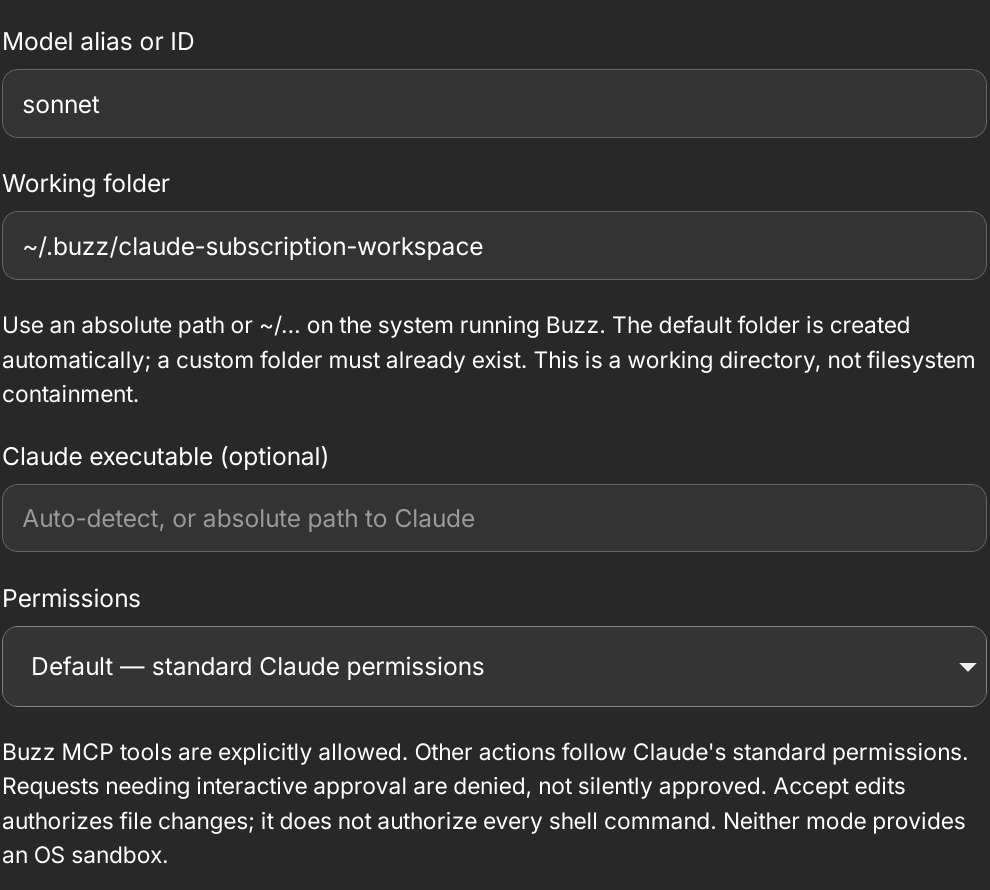 Model alias or ID
sonnet
Working folder
~/.buzz/claude-subscription-workspace
Use an absolute path or ~/... on the system running Buzz. The default folder is created
automatically; a custom folder must already exist. This is a working directory, not filesystem
containment.
Claude executable (optional)
Auto-detect, or absolute path to Claude
Permissions
Default — standard Claude permissions
Buzz MCP tools are explicitly allowed. Other actions follow Claude's standard permissions.
Requests needing interactive approval are denied, not silently approved. Accept edits
authorizes file changes; it does not authorize every shell command. Neither mode provides
an OS sandbox.